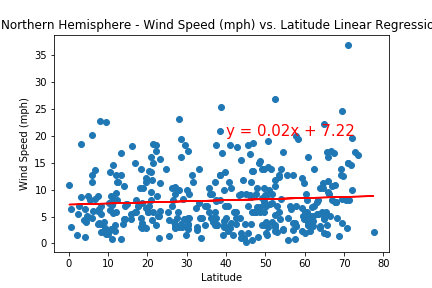 Northern Hemisphere - Wind Speed (mph) vs. Latitude Linear Regressio
35
30
25
20
15
10
5
0
Wind Speed (mph)
y = 0.02x + 7.22
0 10 20 30 40 50 60 70 80
Latitude